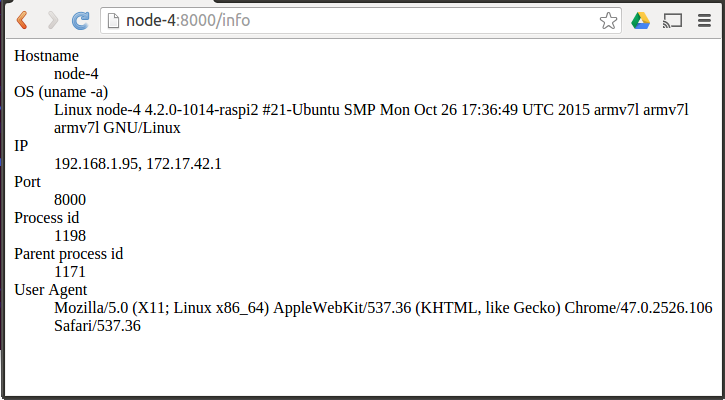 node-4:8000/info
Hostname
node-4
OS (uname -a)
Linux node-4 4.2.0-1014-raspi2 #21-Ubuntu SMP Mon Oct 26 17:36:49 UTC 2015 armv7l armv7l
armv7l GNU/Linux
IP
192.168.1.95, 172.17.42.1
Port
8000
Process id
1198
Parent process id
1171
User Agent
Mozilla/5.0 (X11; Linux x86_64) AppleWebKit/537.36 (KHTML, like Gecko) Chrome/47.0.2526.106
Safari/537.36